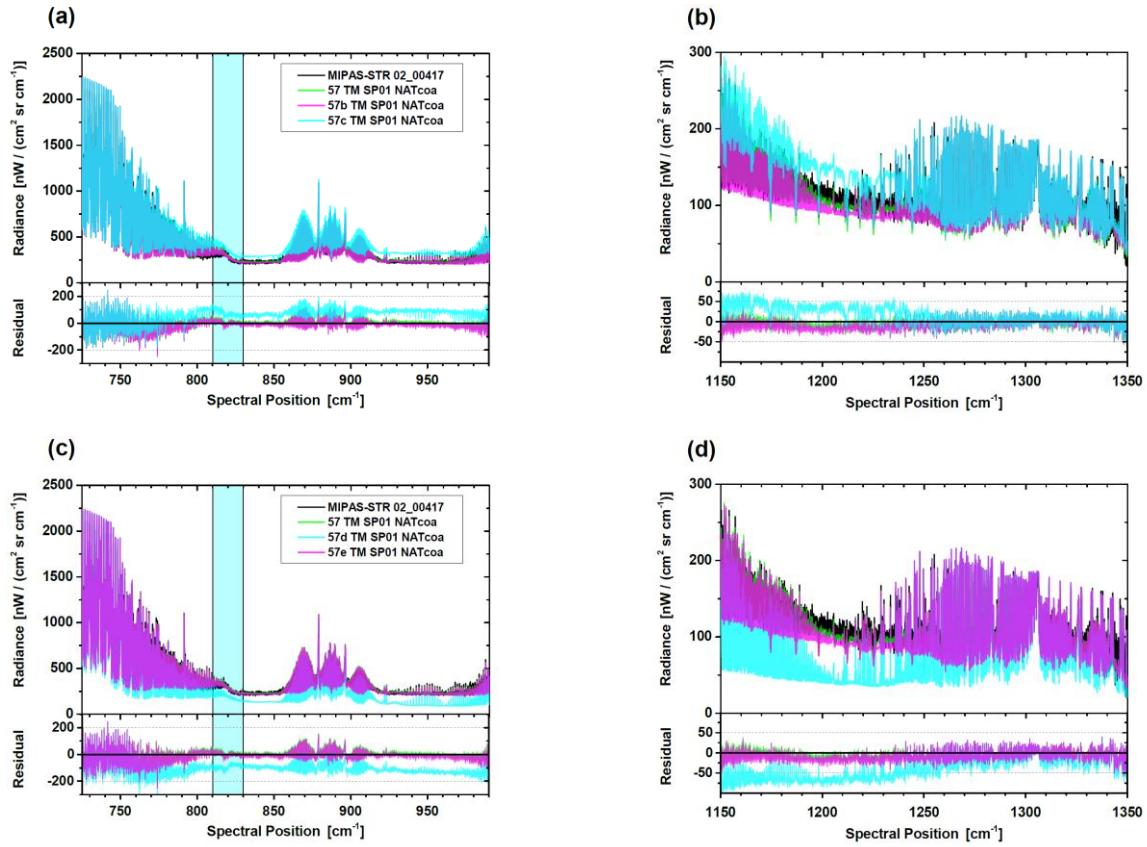 (a)
2500
2000
1500
1000
500
0
Radiance [nW / (cm² sr cm⁻¹)]
MIPAS-STR 02_00417
57 TM SP01 NATcoa
57b TM SP01 NATcoa
57c TM SP01 NATcoa
200
0
-200
Residual
750 800 850 900 950
Spectral Position [cm⁻¹]
(b)
300
200
100
0
Radiance [nW / (cm² sr cm⁻¹)]
50
0
-50
Residual
1150 1200 1250 1300 1350
Spectral Position [cm⁻¹]
(c)
2500
2000
1500
1000
500
0
Radiance [nW / (cm² sr cm⁻¹)]
MIPAS-STR 02_00417
57 TM SP01 NATcoa
57d TM SP01 NATcoa
57e TM SP01 NATcoa
200
0
-200
Residual
750 800 850 900 950
Spectral Position [cm⁻¹]
(d)
300
200
100
0
Radiance [nW / (cm² sr cm⁻¹)]
50
0
-50
Residual
1150 1200 1250 1300 1350
Spectral Position [cm⁻¹]